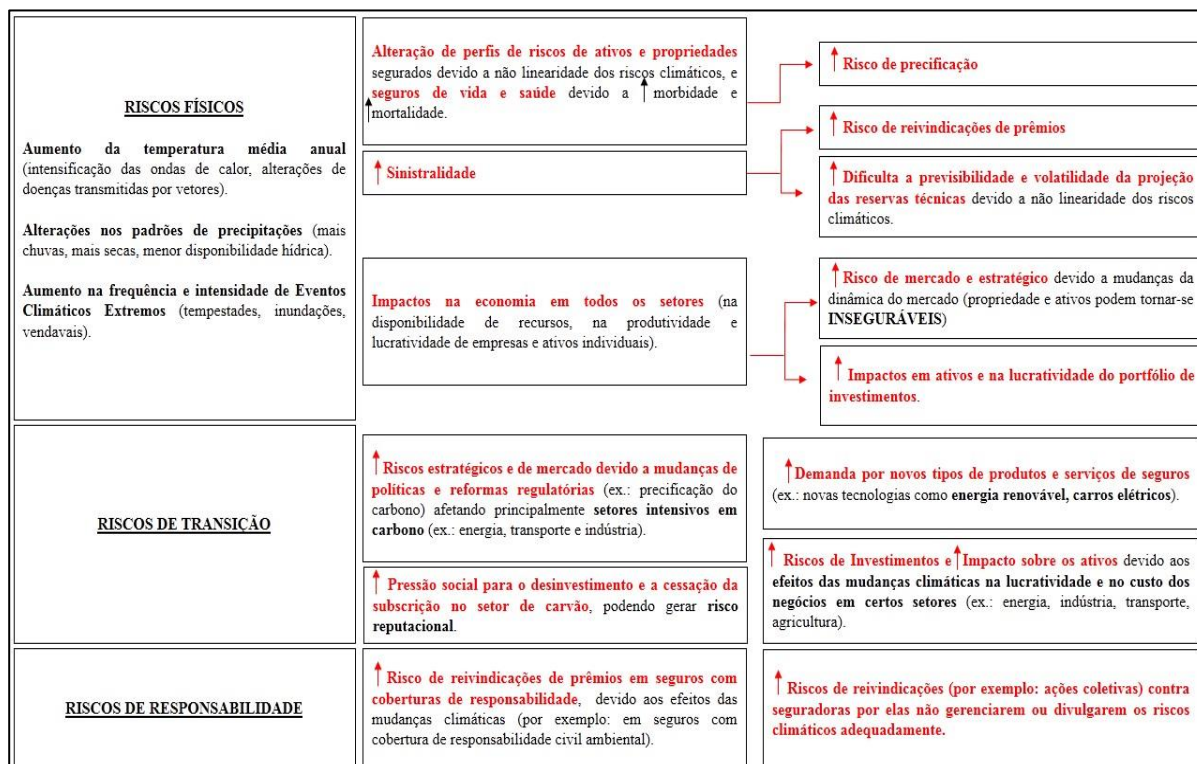 RISCOS FÍSICOS
Aumento da temperatura média anual
(intensificação das ondas de calor, alterações de
doenças transmitidas por vetores).
Alterações nos padrões de precipitações (mais
chuvas, mais secas, menor disponibilidade hídrica).
Aumento na frequência e intensidade de Eventos
Climáticos Extremos (tempestades, inundações,
vendavais).
Alteração de perfis de riscos de ativos e propriedades
segurados devido a não linearidade dos riscos climáticos, e
seguros de vida e saúde devido a ↑ morbidade e
↑mortalidade.
↑ Sinistralidade
↑ Risco de precificação
↑ Risco de reivindicações de prêmios
↑ Dificulta a previsibilidade e volatilidade da projeção
das reservas técnicas devido a não linearidade dos riscos
climáticos.
Impactos na economia em todos os setores (na
disponibilidade de recursos, na produtividade e
lucratividade de empresas e ativos individuais).
↑ Risco de mercado e estratégico devido a mudanças da
dinâmica do mercado (propriedade e ativos podem tornar-se
INSEGURÁVEIS)
↑ Impactos em ativos e na lucratividade do portfólio de
investimentos.
RISCOS DE TRANSIÇÃO
↑ Riscos estratégicos e de mercado devido a mudanças de
políticas e reformas regulatórias (ex.: precificação do
carbono) afetando principalmente setores intensivos em
carbono (ex.: energia, transporte e indústria).
↑ Pressão social para o desinvestimento e a cessação da
subscrição no setor de carvão, podendo gerar risco
reputacional.
↑ Demanda por novos tipos de produtos e serviços de seguros
(ex.: novas tecnologias como energia renovável, carros elétricos).
↑ Riscos de Investimentos e ↑ Impacto sobre os ativos devido aos
efeitos das mudanças climáticas na lucratividade e no custo dos
negócios em certos setores (ex.: energia, indústria, transporte,
agricultura).
RISCOS DE RESPONSABILIDADE
↑ Risco de reivindicações de prêmios em seguros com
coberturas de responsabilidade, devido aos efeitos das
mudanças climáticas (por exemplo: em seguros com
cobertura de responsabilidade civil ambiental).
↑ Riscos de reivindicações (por exemplo: ações coletivas) contra
seguradoras por elas não gerenciarem ou divulgarem os riscos
climáticos adequadamente.